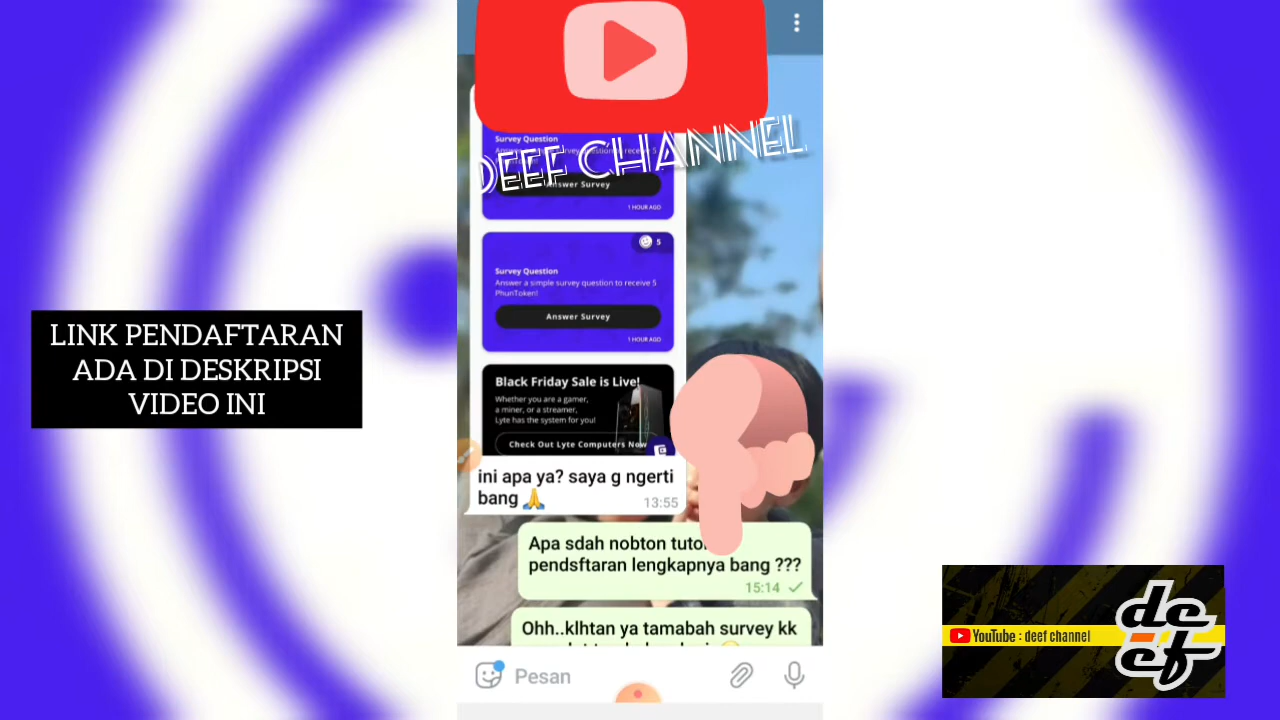 Survey Question
DEEF CHANNEL
Answer Survey
1 HOUR AGO
5
Survey Question
Answer a simple survey question to receive 5
PhunToken!
Answer Survey
1 HOUR AGO
Black Friday Sale is Live!
Whether you are a gamer,
a miner, or a streamer,
Lyte has the system for you!
Check Out Lyte Computers Now
ini apa ya? saya g ngerti
bang 🙏
13:55
Apa sdah nobton
pendsftaran lengkapnya bang ???
15:14
Ohh..klhtan ya tamabah survey kk
Pesan
LINK PENDAFTARAN
ADA DI DESKRIPSI
VIDEO INI
deef
YouTube : deef channel